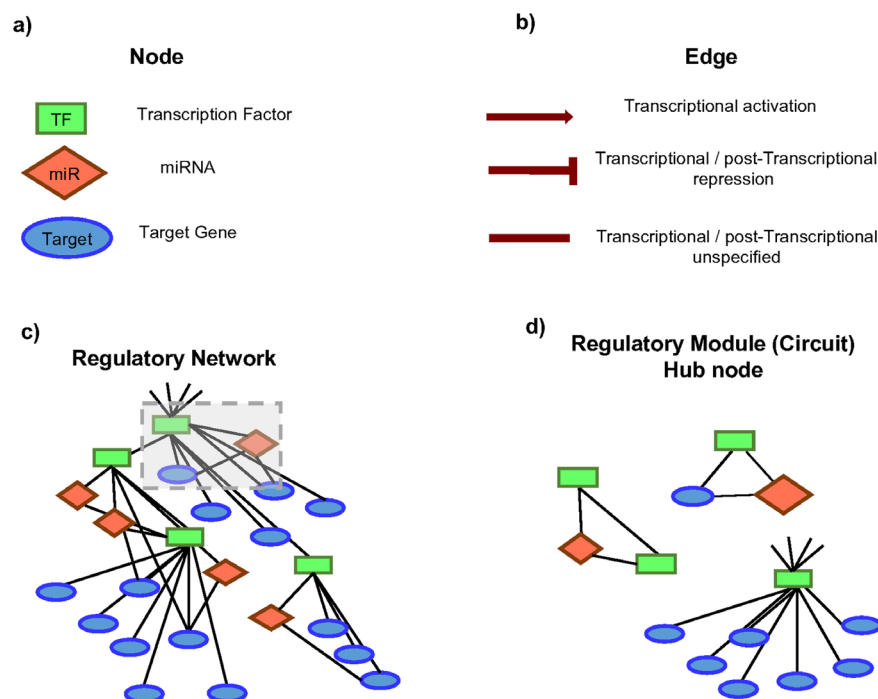 a)
Node
TF
Transcription Factor
miR
miRNA
Target
Target Gene
b)
Edge
Transcriptional activation
Transcriptional / post-Transcriptional
repression
Transcriptional / post-Transcriptional
unspecified
c)
Regulatory Network
d)
Regulatory Module (Circuit)
Hub node